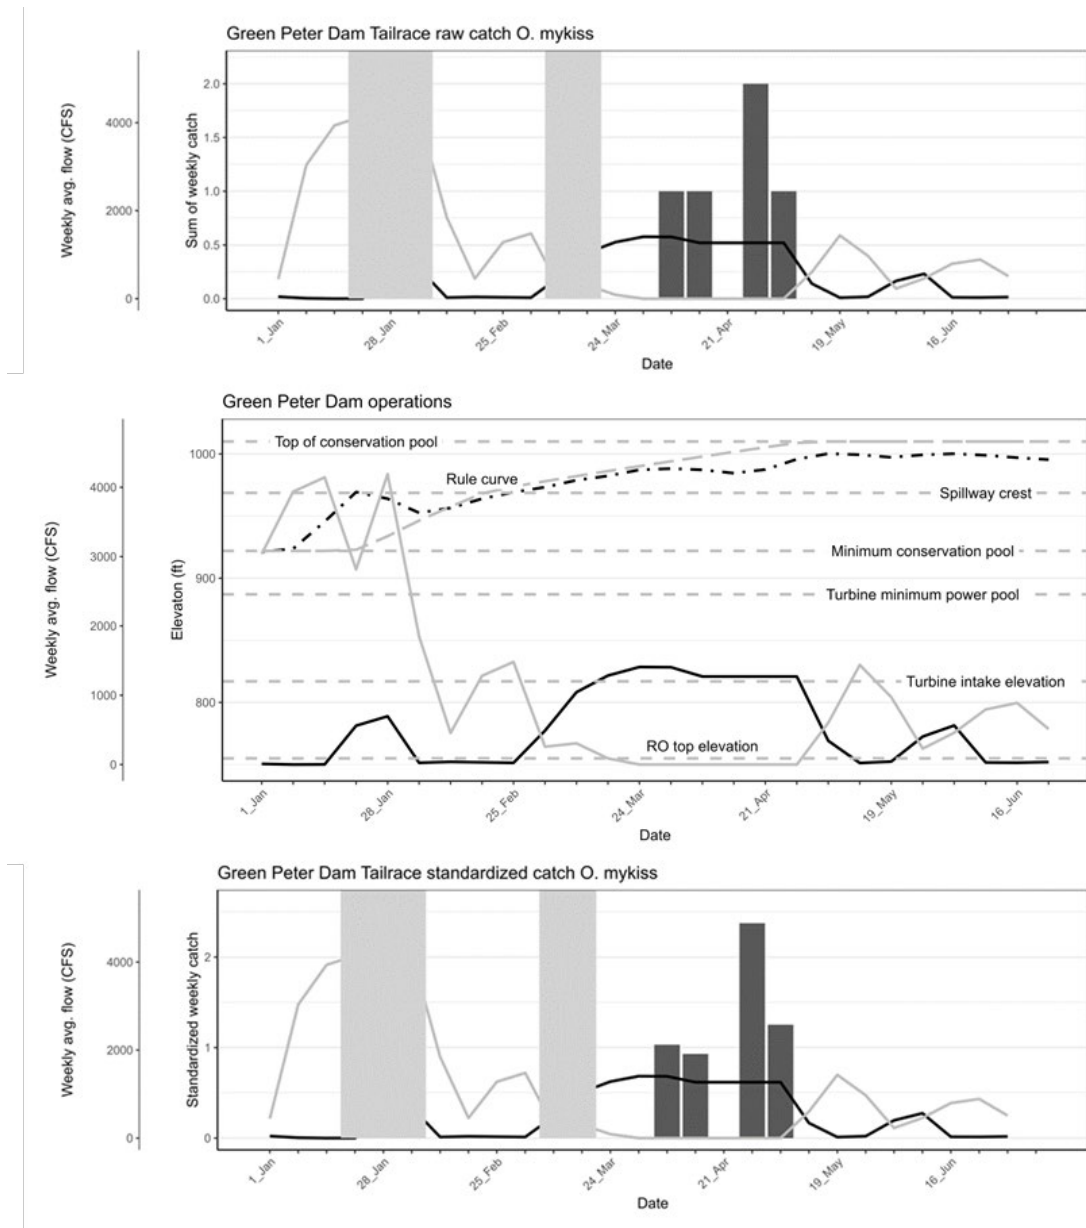 Green Peter Dam Tailrace raw catch O. mykiss
Weekly avg. flow (CFS)
4000
2000
0
Sum of weekly catch
2.0
1.5
1.0
0.5
0.0
1_Jan
28_Jan
25_Feb
24_Mar
21_Apr
19_May
16_Jun
Date
Green Peter Dam operations
Weekly avg. flow (CFS)
4000
3000
2000
1000
0
Elevaton (ft)
1000
900
800
Top of conservation pool
Rule curve
Spillway crest
Minimum conservation pool
Turbine minimum power pool
Turbine intake elevation
RO top elevation
1_Jan
28_Jan
25_Feb
24_Mar
21_Apr
19_May
16_Jun
Date
Green Peter Dam Tailrace standardized catch O. mykiss
Weekly avg. flow (CFS)
4000
2000
0
Standardized weekly catch
2
1
0
1_Jan
28_Jan
25_Feb
24_Mar
21_Apr
19_May
16_Jun
Date